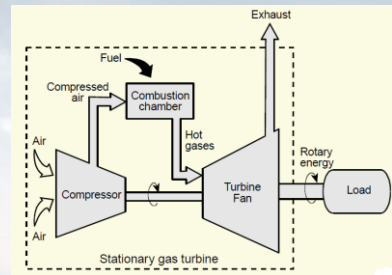 Exhaust
Fuel
Compressed
air
Combustion
chamber
Hot
gases
Air
Rotary
energy
Compressor
Turbine
Fan
Load
Air
Stationary gas turbine